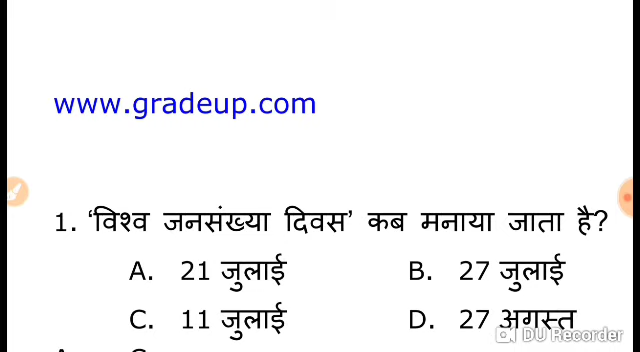 www.gradeup.com
1. ‘विश्व जनसंख्या दिवस’ कब मनाया जाता है?
A. 21 जुलाई B. 27 जुलाई
C. 11 जुलाई D. 27 अगस्त
DU Recorder